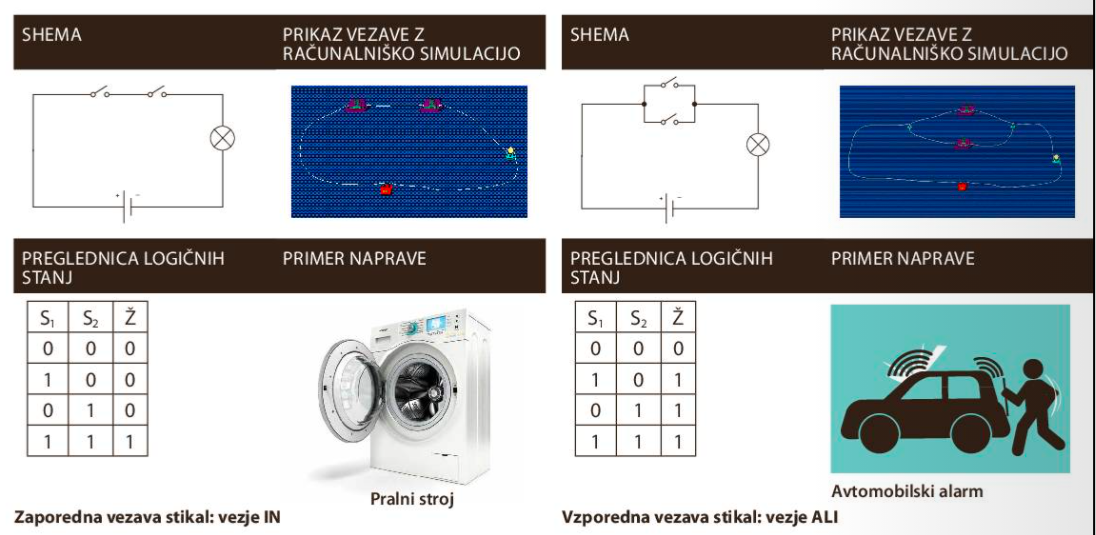 SHEMA
PRIKAZ VEZAVE Z
RAČUNALNIŠKO SIMULACIJO
+ −
PREGLEDNICA LOGIČNIH
STANJ
PRIMER NAPRAVE
S₁ S₂ Ž
0 0 0
1 0 0
0 1 0
1 1 1
Pralni stroj
Zaporedna vezava stikal: vezje IN
SHEMA
PRIKAZ VEZAVE Z
RAČUNALNIŠKO SIMULACIJO
+ −
PREGLEDNICA LOGIČNIH
STANJ
PRIMER NAPRAVE
S₁ S₂ Ž
0 0 0
1 0 1
0 1 1
1 1 1
Avtomobilski alarm
Vzporedna vezava stikal: vezje ALI